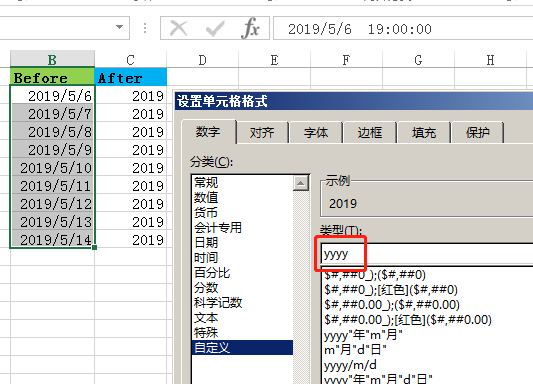 fx 2019/5/6 19:00:00
B C D E F G H
Before After
2019/5/6 2019
2019/5/7 2019
2019/5/8 2019
2019/5/9 2019
2019/5/10 2019
2019/5/11 2019
2019/5/12 2019
2019/5/13 2019
2019/5/14 2019
设置单元格格式
数字 对齐 字体 边框 填充 保护
分类(C):
常规
数值
货币
会计专用
日期
时间
百分比
分数
科学记数
文本
特殊
自定义
示例
2019
类型(T):
yyyy
$#,##0_);($#,##0)
$#,##0_);[红色]($#,##0)
$#,##0.00_);($#,##0.00)
$#,##0.00_);[红色]($#,##0.00)
yyyy"年"m"月"
m"月"d"日"
yyyy/m/d
yyyy"年"m"月"d"日"